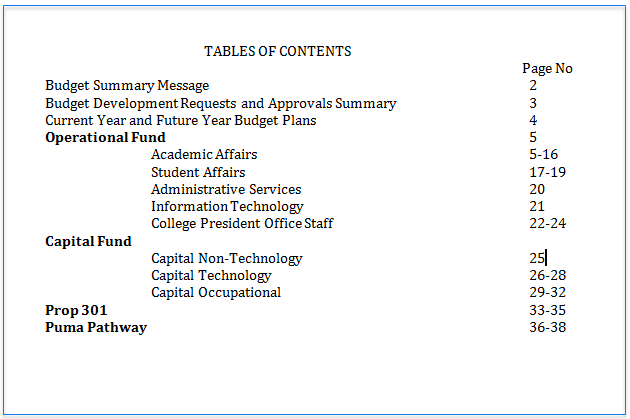 TABLES OF CONTENTS
Page No
Budget Summary Message 2
Budget Development Requests and Approvals Summary 3
Current Year and Future Year Budget Plans 4
Operational Fund 5
Academic Affairs 5-16
Student Affairs 17-19
Administrative Services 20
Information Technology 21
College President Office Staff 22-24
Capital Fund
Capital Non-Technology 25
Capital Technology 26-28
Capital Occupational 29-32
Prop 301 33-35
Puma Pathway 36-38